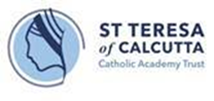 ST TERESA
of CALCUTTA
Catholic Academy Trust